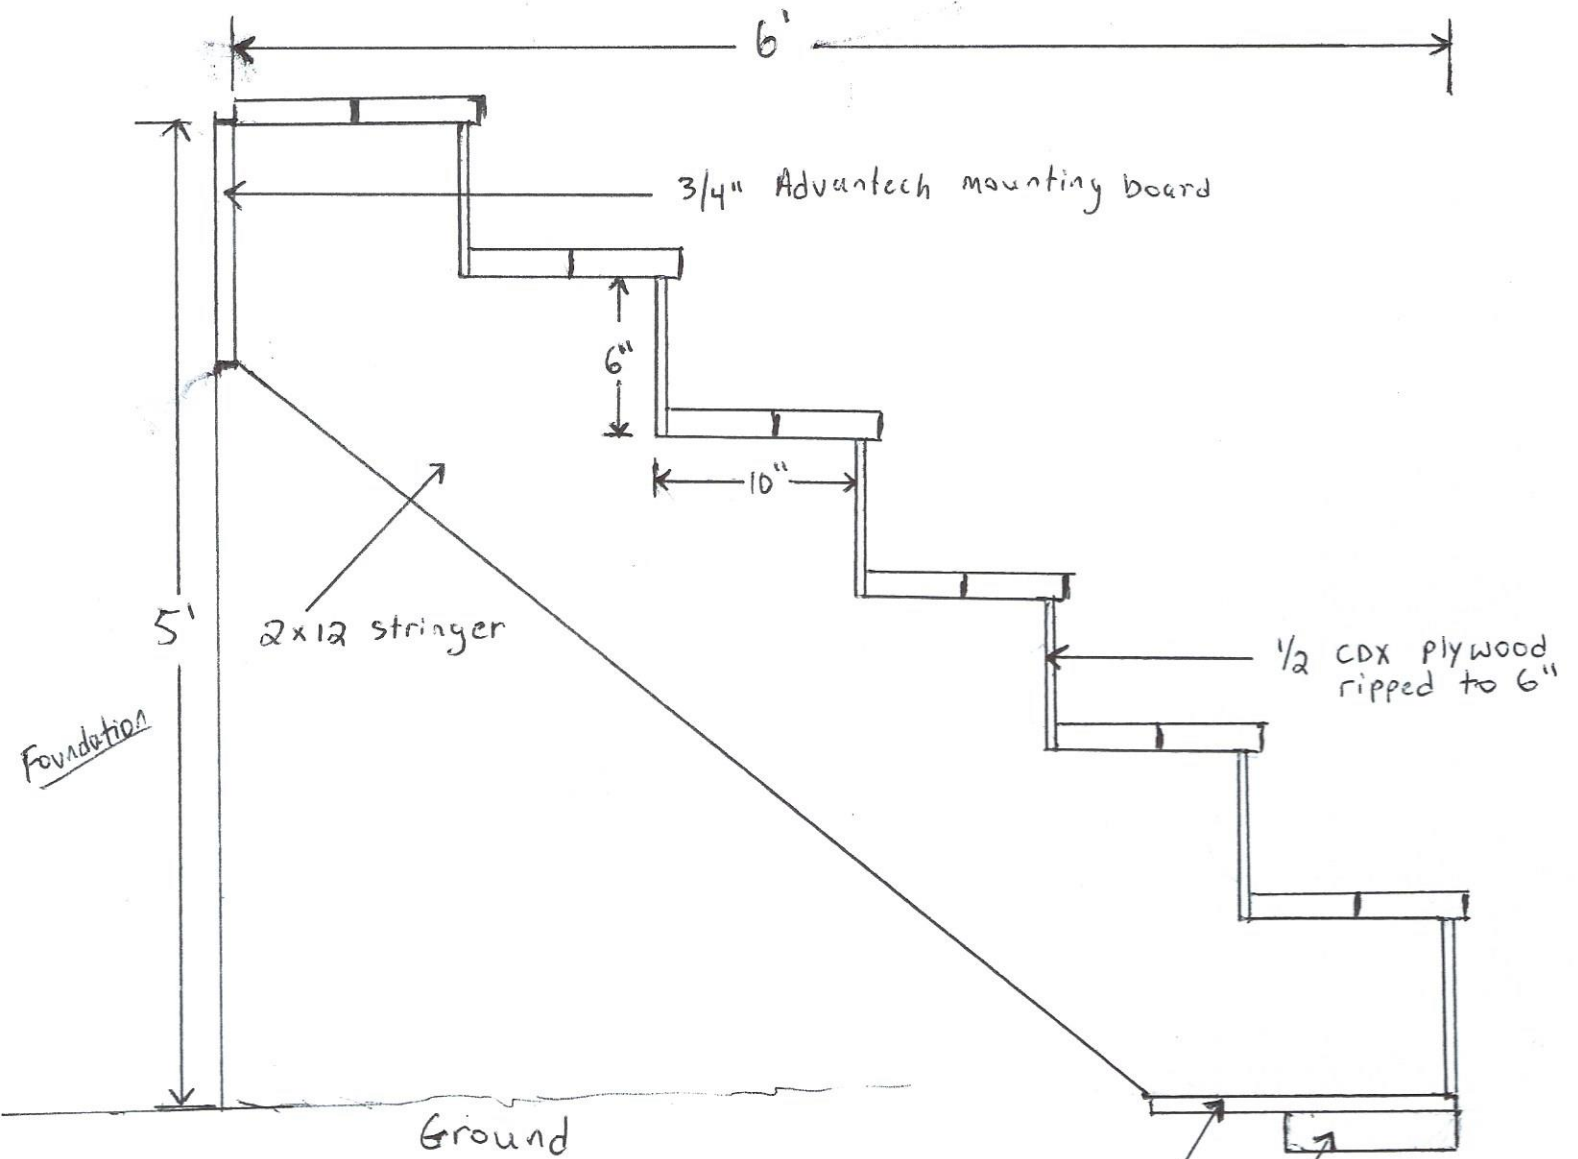 6'
3/4" Advantech mounting board
6"
10"
5'
2x12 stringer
1/2 CDX plywood
ripped to 6"
Foundation
Ground